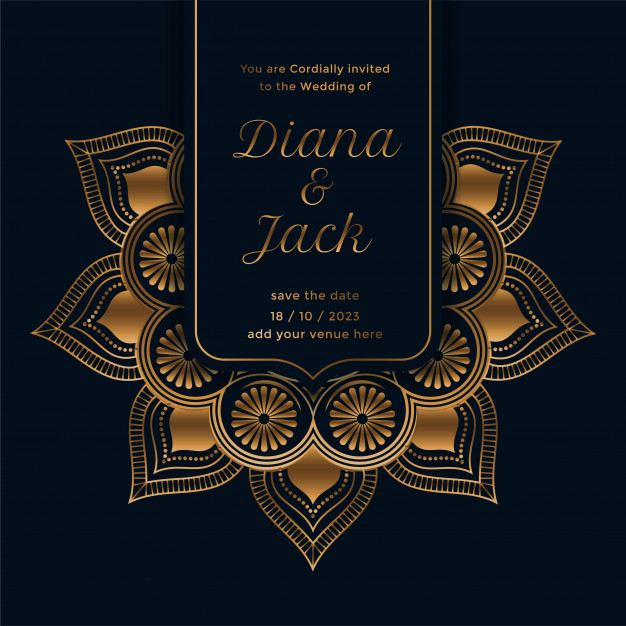 You are Cordially invited
to the Wedding of
Diana
&
Jack
save the date
18 / 10 / 2023
add your venue here